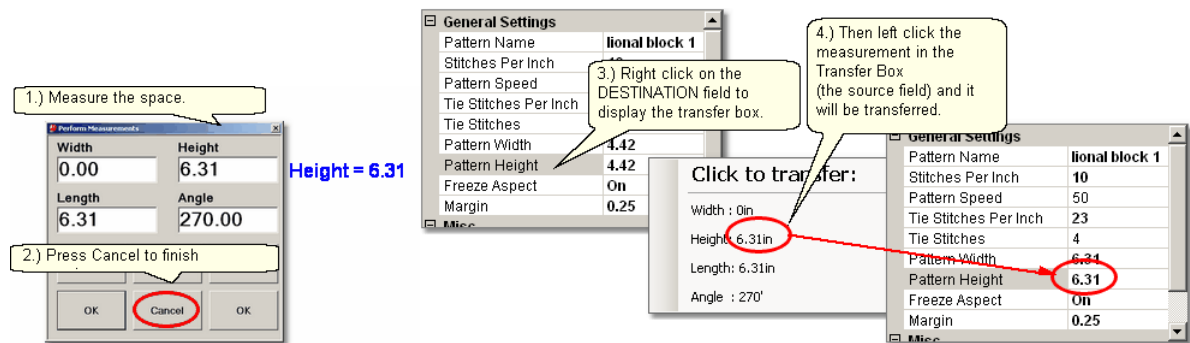 1.) Measure the space.
Perform Measurements
Width
Height
0.00
6.31
Length
Angle
6.31
270.00
2.) Press Cancel to finish
OK
Cancel
OK
Height = 6.31
General Settings
Pattern Name lional block 1
Stitches Per Inch
Pattern Speed
Tie Stitches Per Inch
Tie Stitches
Pattern Width 4.42
Pattern Height 4.42
Freeze Aspect On
Margin 0.25
Misc
3.) Right click on the
DESTINATION field to
display the transfer box.
4.) Then left click the
measurement in the
Transfer Box
(the source field) and it
will be transferred.
Click to transfer:
Width : 0in
Height: 6.31in
Length: 6.31in
Angle : 270'
General Settings
Pattern Name lional block 1
Stitches Per Inch 10
Pattern Speed 50
Tie Stitches Per Inch 23
Tie Stitches 4
Pattern Width 6.31
Pattern Height 6.31
Freeze Aspect On
Margin 0.25
Misc